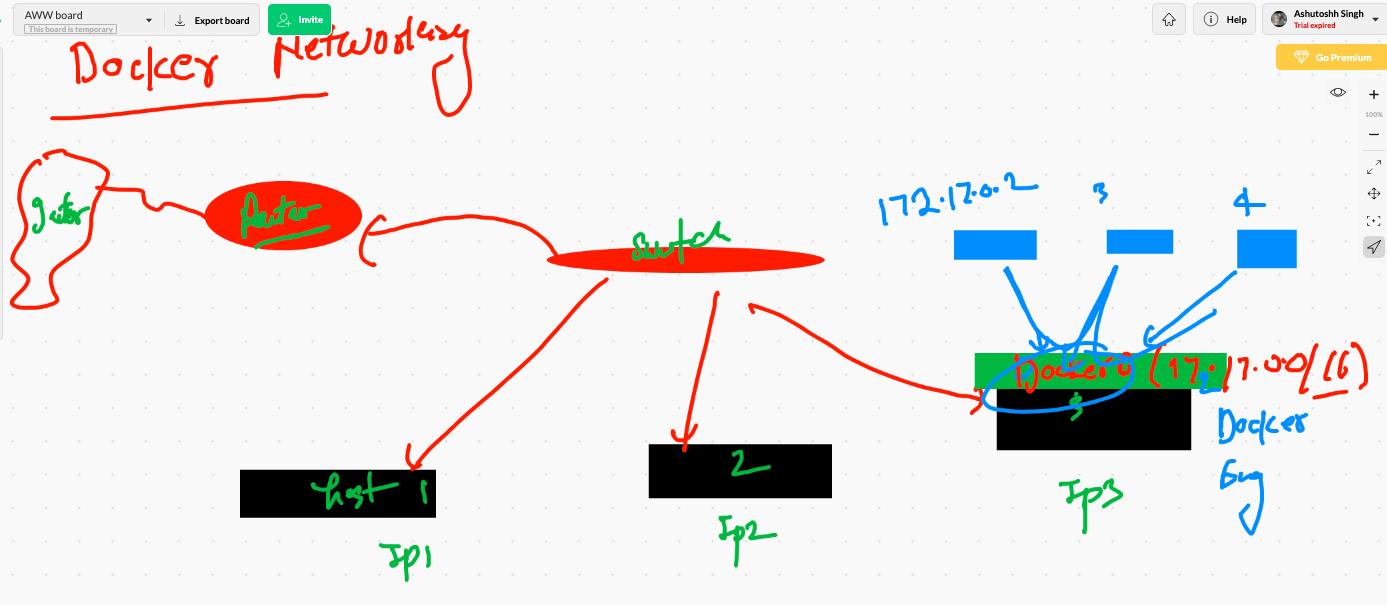 AWW board
This board is temporary
Export board
Invite
Help
Ashutoshh Singh
Trial expired
Go Premium
100%
Docker Networking
Router
Switch
172.17.0.2
3
4
Docker0 (172.17.0.0/16)
3
Docker
Eng
host 1
2
Ip1
Ip2
Ip3